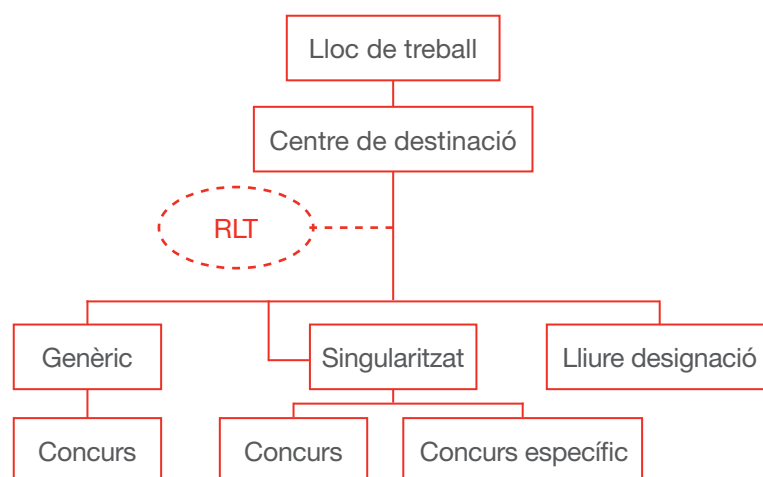 Lloc de treball
Centre de destinació
RLT
Genèric
Singularitzat
Lliure designació
Concurs
Concurs
Concurs específic